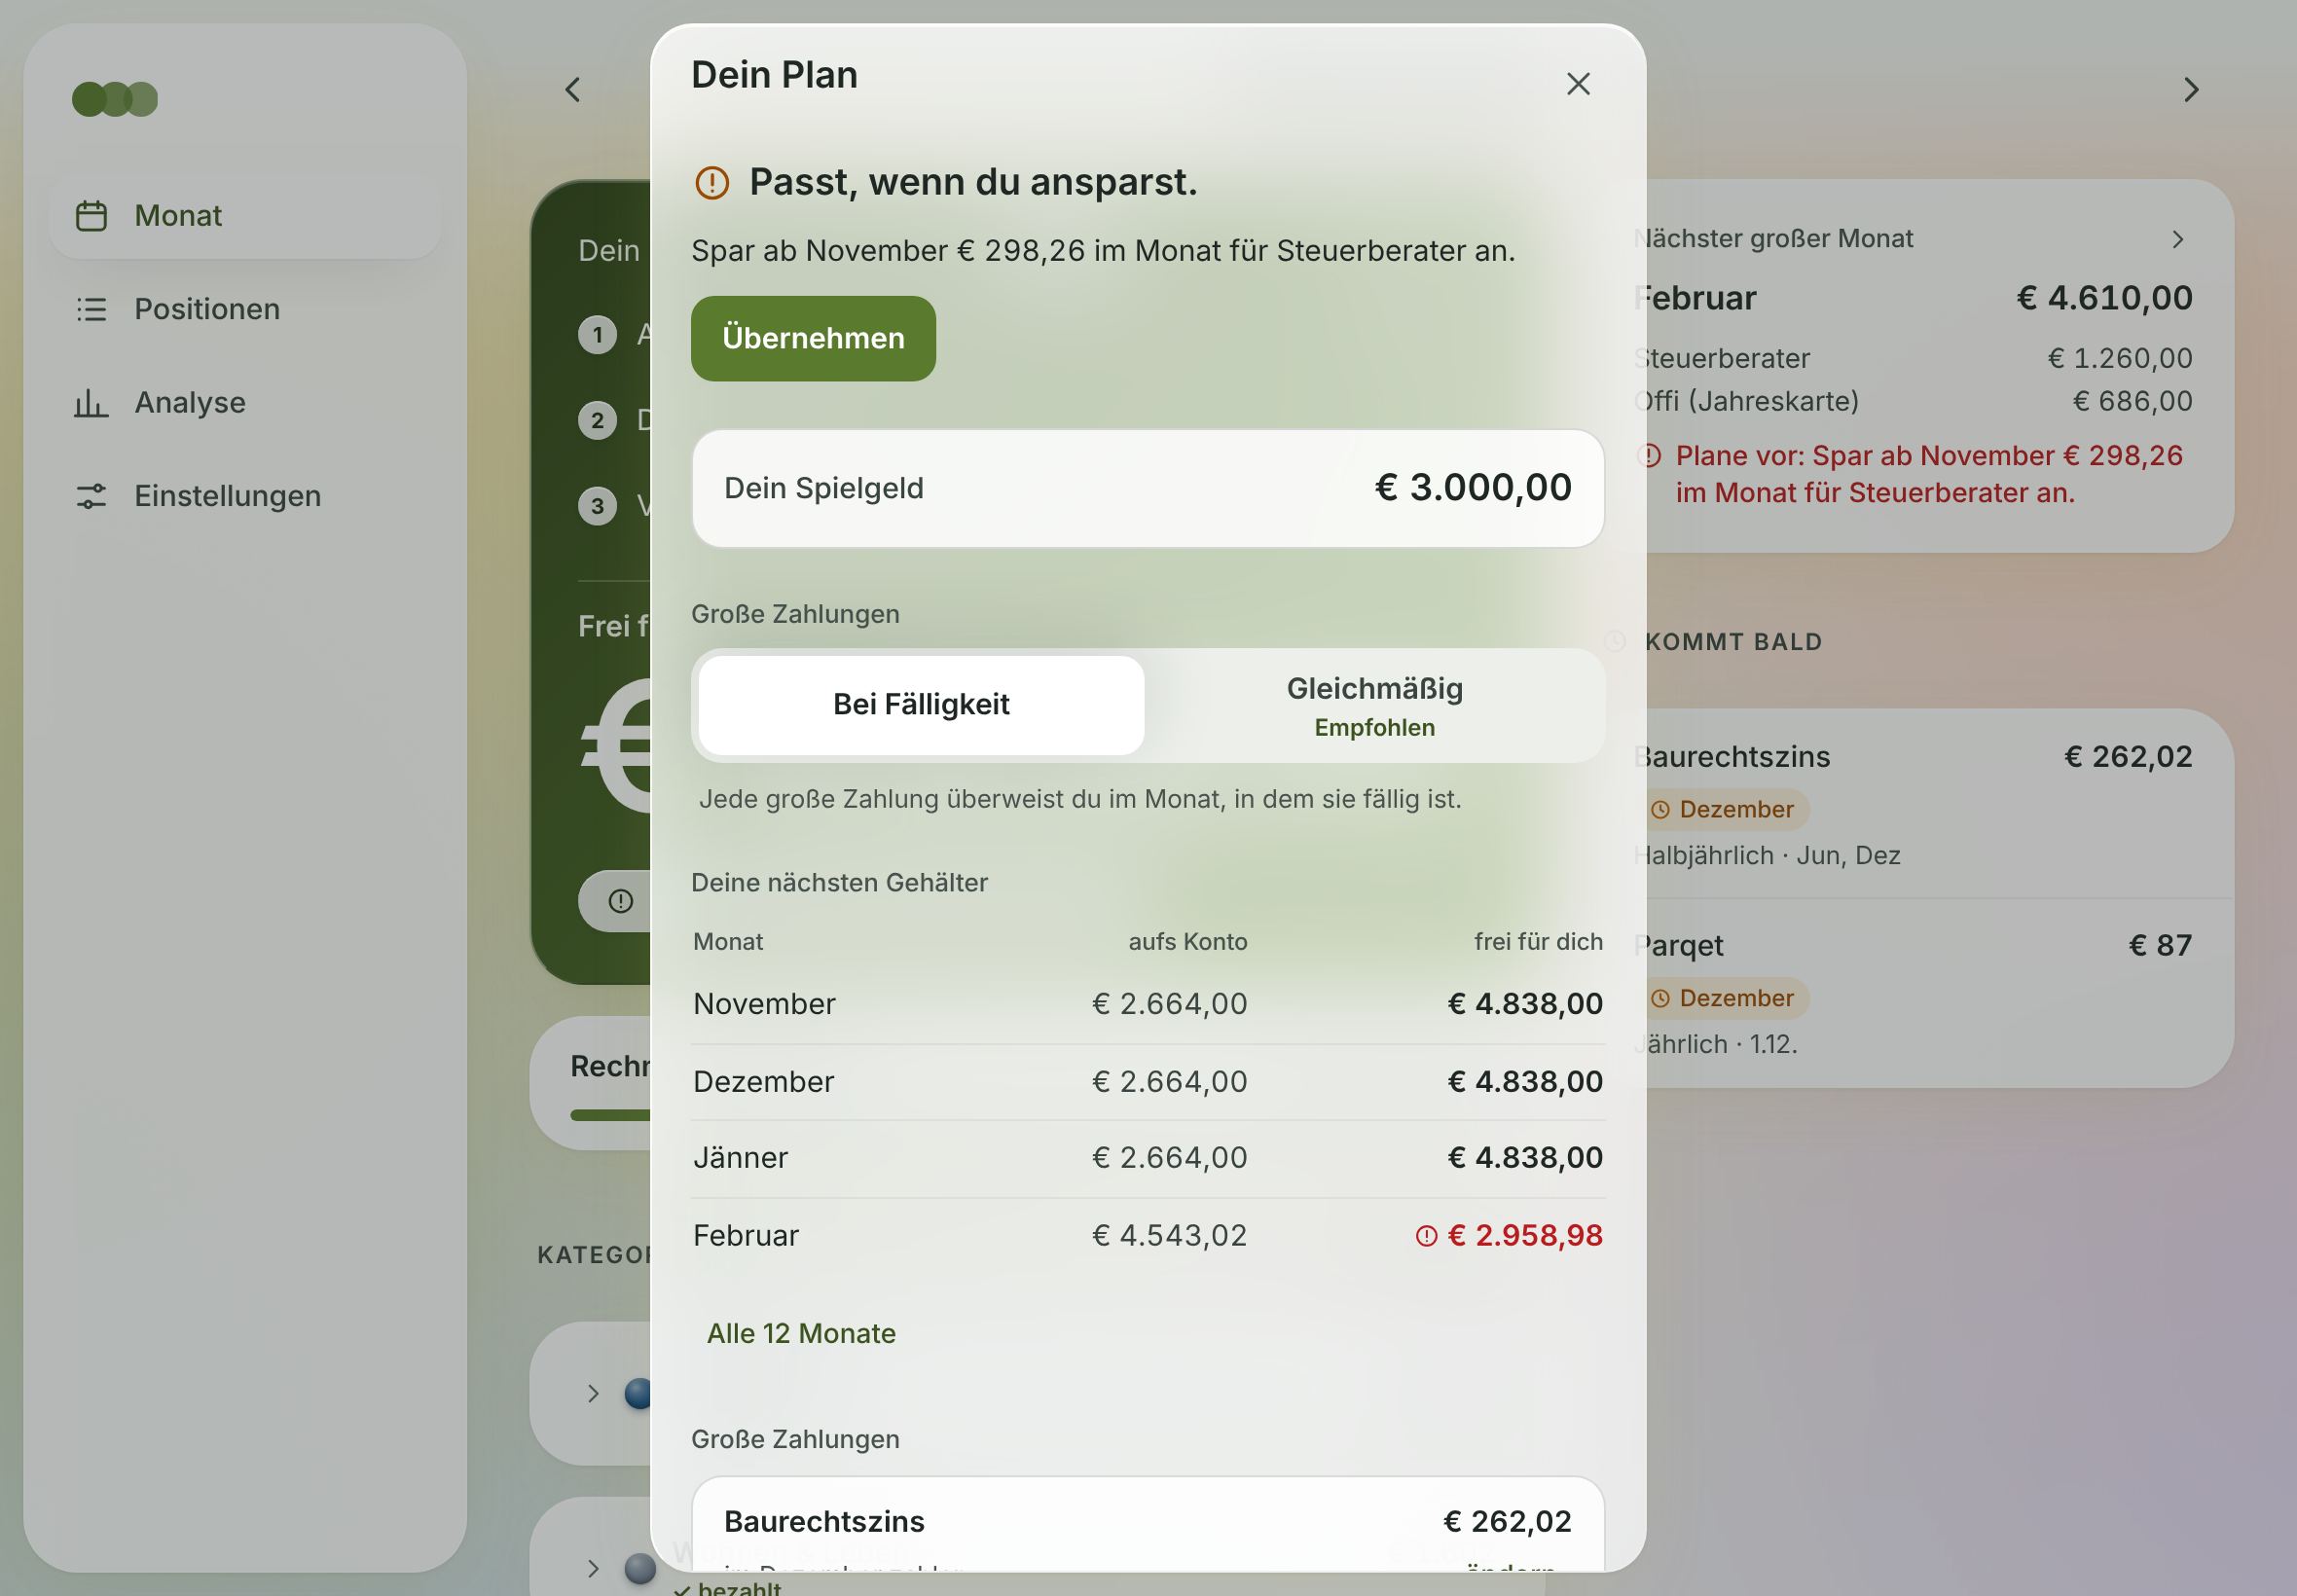 Monat
Positionen
Analyse
Einstellungen
Dein
1
2
3
Frei f
€
KATEGOR
Dein Plan
Passt, wenn du ansparst.
Spar ab November € 298,26 im Monat für Steuerberater an.
Übernehmen
Dein Spielgeld € 3.000,00
Große Zahlungen
Bei Fälligkeit
Gleichmäßig
Empfohlen
Jede große Zahlung überweist du im Monat, in dem sie fällig ist.
Deine nächsten Gehälter
Monat aufs Konto frei für dich
November € 2.664,00 € 4.838,00
Dezember € 2.664,00 € 4.838,00
Jänner € 2.664,00 € 4.838,00
Februar € 4.543,02 € 2.958,98
Alle 12 Monate
Große Zahlungen
Baurechtszins € 262,02
ändern
bezahlt
Nächster großer Monat
Februar € 4.610,00
Steuerberater € 1.260,00
Öffi (Jahreskarte) € 686,00
Plane vor: Spar ab November € 298,26
im Monat für Steuerberater an.
KOMMT BALD
Baurechtszins € 262,02
Dezember
Halbjährlich · Jun, Dez
Parqet € 87
Dezember
Jährlich · 1.12.